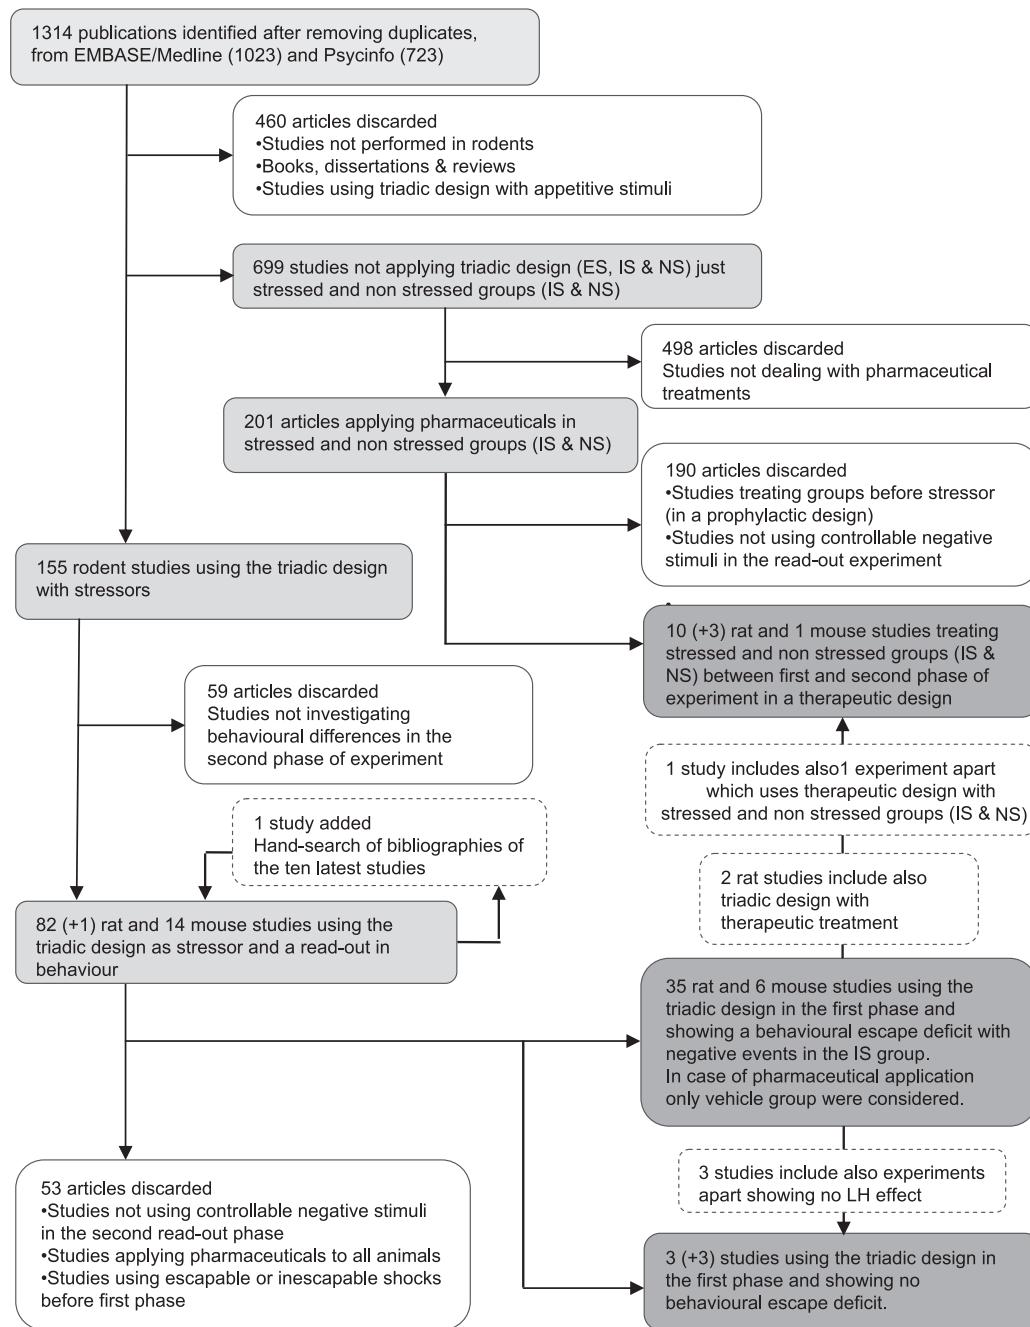 1314 publications identified after removing duplicates,
from EMBASE/Medline (1023) and Psycinfo (723)
460 articles discarded
•Studies not performed in rodents
•Books, dissertations & reviews
•Studies using triadic design with appetitive stimuli
699 studies not applying triadic design (ES, IS & NS) just
stressed and non stressed groups (IS & NS)
498 articles discarded
Studies not dealing with pharmaceutical
treatments
201 articles applying pharmaceuticals in
stressed and non stressed groups (IS & NS)
190 articles discarded
•Studies treating groups before stressor
(in a prophylactic design)
•Studies not using controllable negative
stimuli in the read-out experiment
•
155 rodent studies using the triadic design
with stressors
10 (+3) rat and 1 mouse studies treating
stressed and non stressed groups (IS &
NS) between first and second phase of
experiment in a therapeutic design
59 articles discarded
Studies not investigating
behavioural differences in the
second phase of experiment
1 study includes also1 experiment apart
which uses therapeutic design with
stressed and non stressed groups (IS & NS)
1 study added
Hand-search of bibliographies of
the ten latest studies
2 rat studies include also
triadic design with
therapeutic treatment
82 (+1) rat and 14 mouse studies using the
triadic design as stressor and a read-out in
behaviour
35 rat and 6 mouse studies using the
triadic design in the first phase and
showing a behavioural escape deficit with
negative events in the IS group.
In case of pharmaceutical application
only vehicle group were considered.
3 studies include also experiments
apart showing no LH effect
53 articles discarded
•Studies not using controllable negative stimuli
in the second read-out phase
•Studies applying pharmaceuticals to all animals
•Studies using escapable or inescapable shocks
before first phase
3 (+3) studies using the triadic design in
the first phase and showing no
behavioural escape deficit.